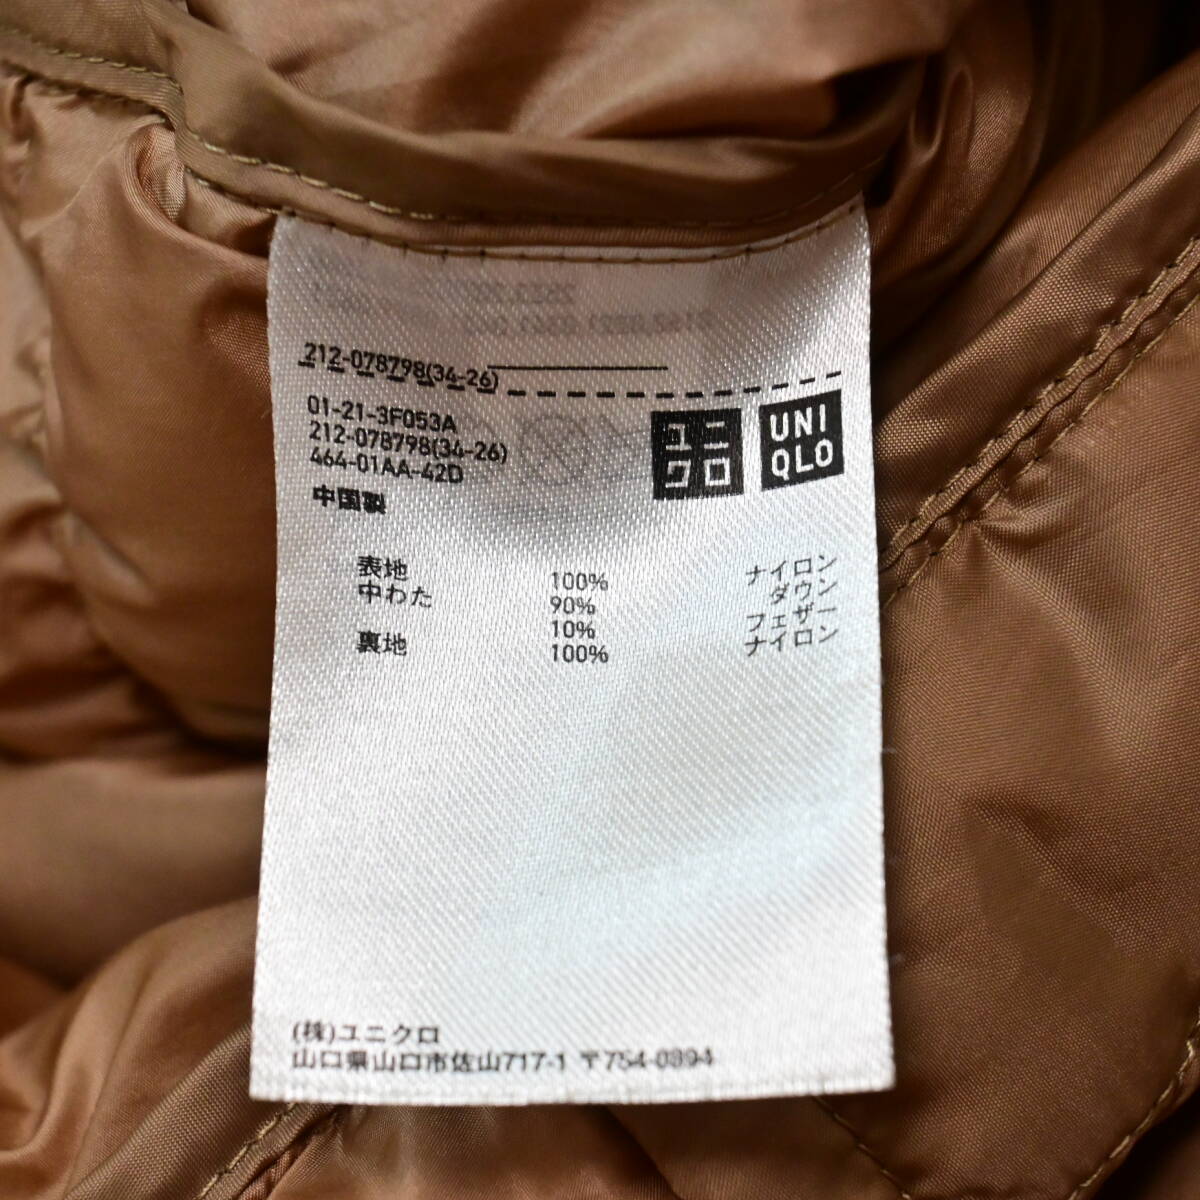 212-078798(34-26)
01-21-3F053A
212-078798(34-26)
464-01AA-42D
中国製
ユニ
クロ
UNI
QLO
表地 100% ナイロン
中わた 90% ダウン
10% フェザー
裏地 100% ナイロン
(株)ユニクロ
山口県山口市佐山717-1 〒754-0894